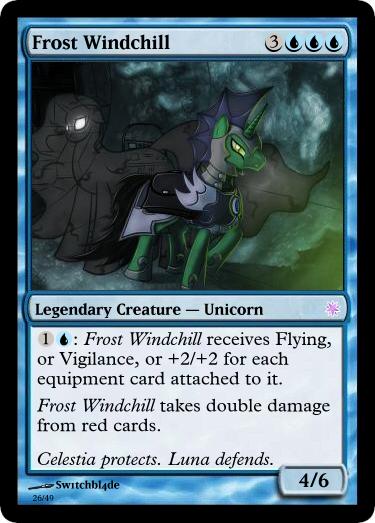 Frost Windchill 3
Legendary Creature — Unicorn
1 : Frost Windchill receives Flying,
or Vigilance, or +2/+2 for each
equipment card attached to it.
Frost Windchill takes double damage
from red cards.
Celestia protects. Luna defends.
4/6
Sw1tchbl4de
26/49